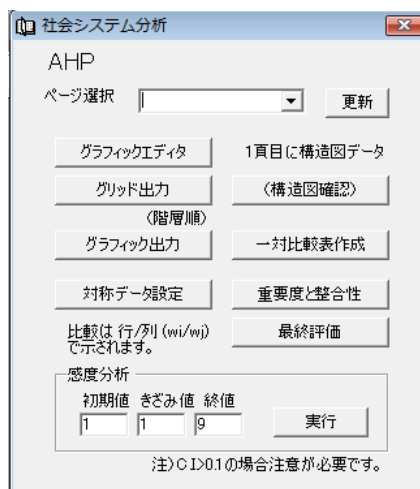 社会システム分析
AHP
ページ選択
更新
グラフィックエディタ 1頁目に構造図データ
グリッド出力 (構造図確認)
(階層順)
グラフィック出力 一対比較表作成
対称データ設定 重要度と整合性
比較は 行/列 (wi/wj)
で示されます。
最終評価
感度分析
初期値 きざみ値 終値
1 1 9 実行
注)C.I>0.1の場合注意が必要です。